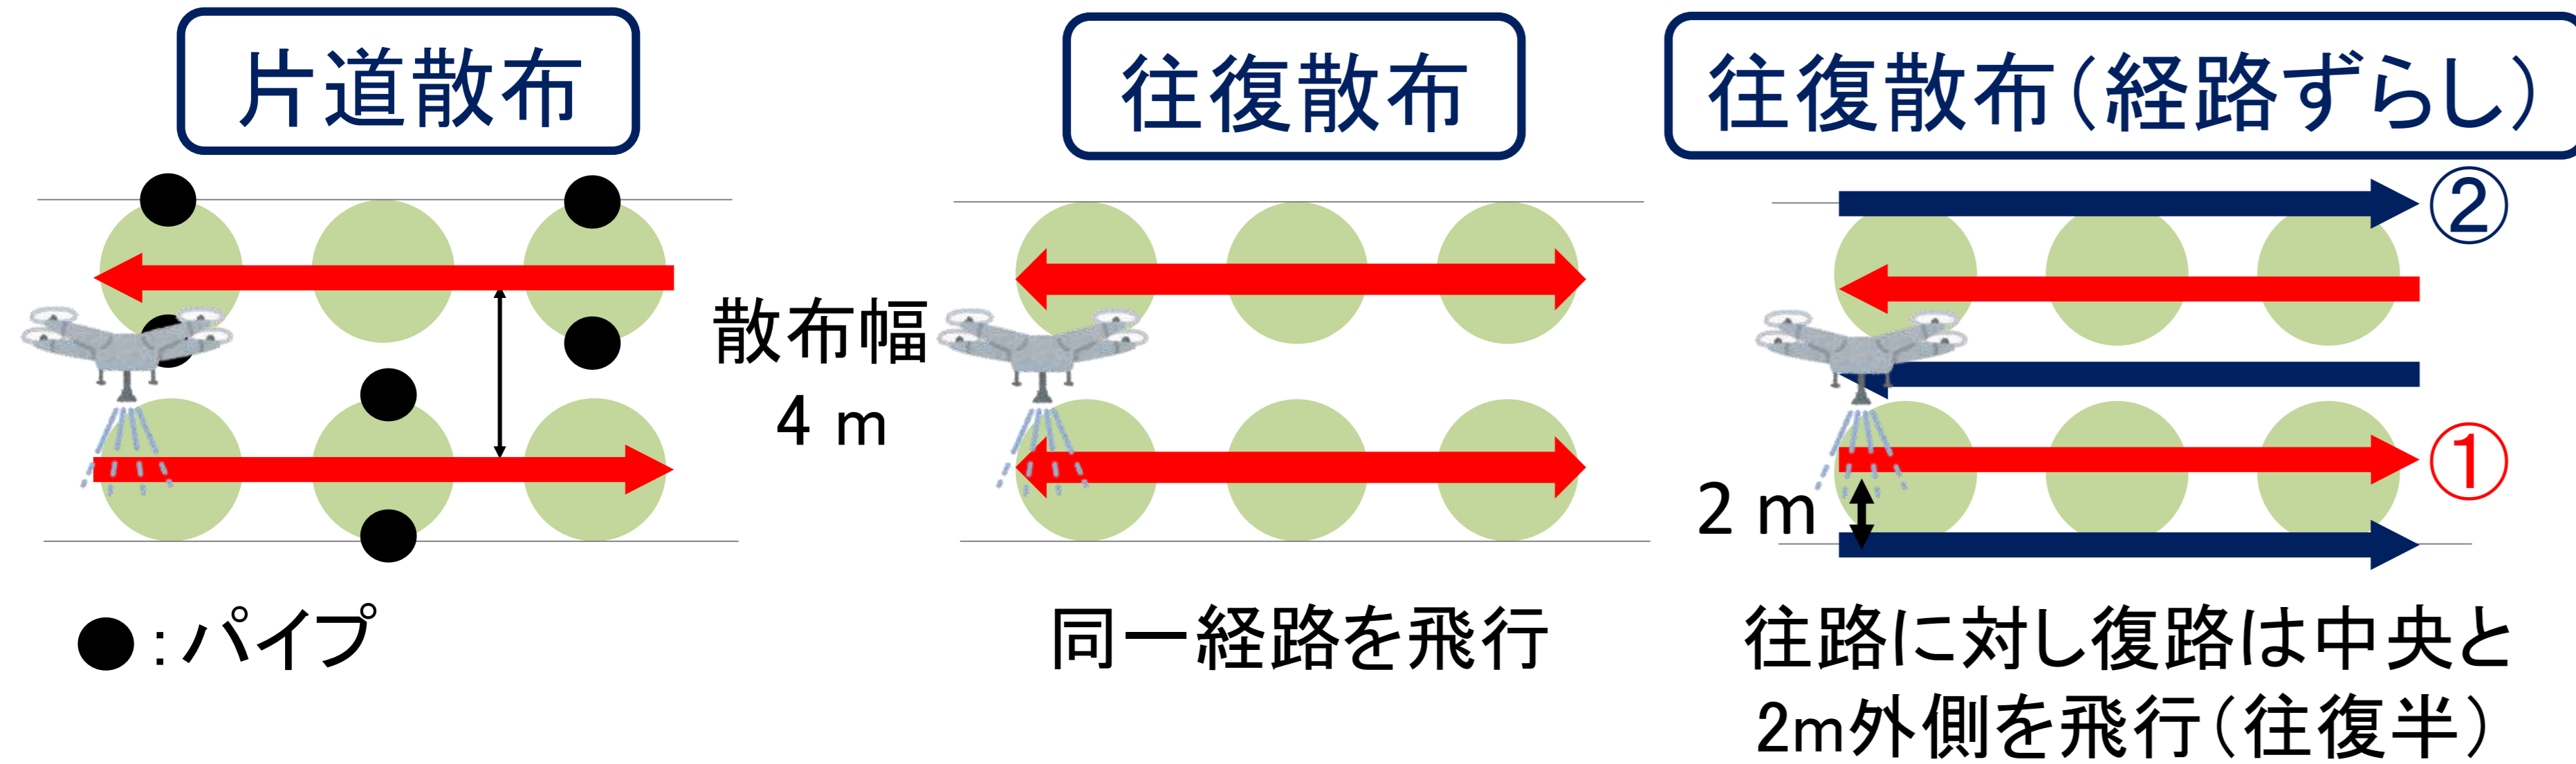 片道散布
往復散布
往復散布(経路ずらし)
②
散布幅
4 m
①
2 m
●:パイプ
同一経路を飛行
往路に対し復路は中央と
2m外側を飛行(往復半)